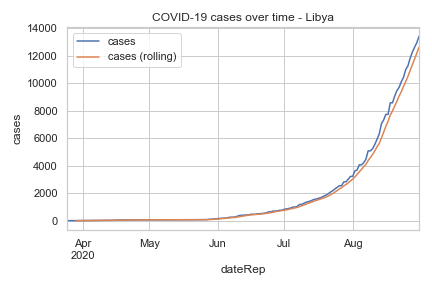 COVID-19 cases over time - Libya
cases
cases (rolling)
cases
14000
12000
10000
8000
6000
4000
2000
0
Apr
2020
May
Jun
Jul
Aug
dateRep